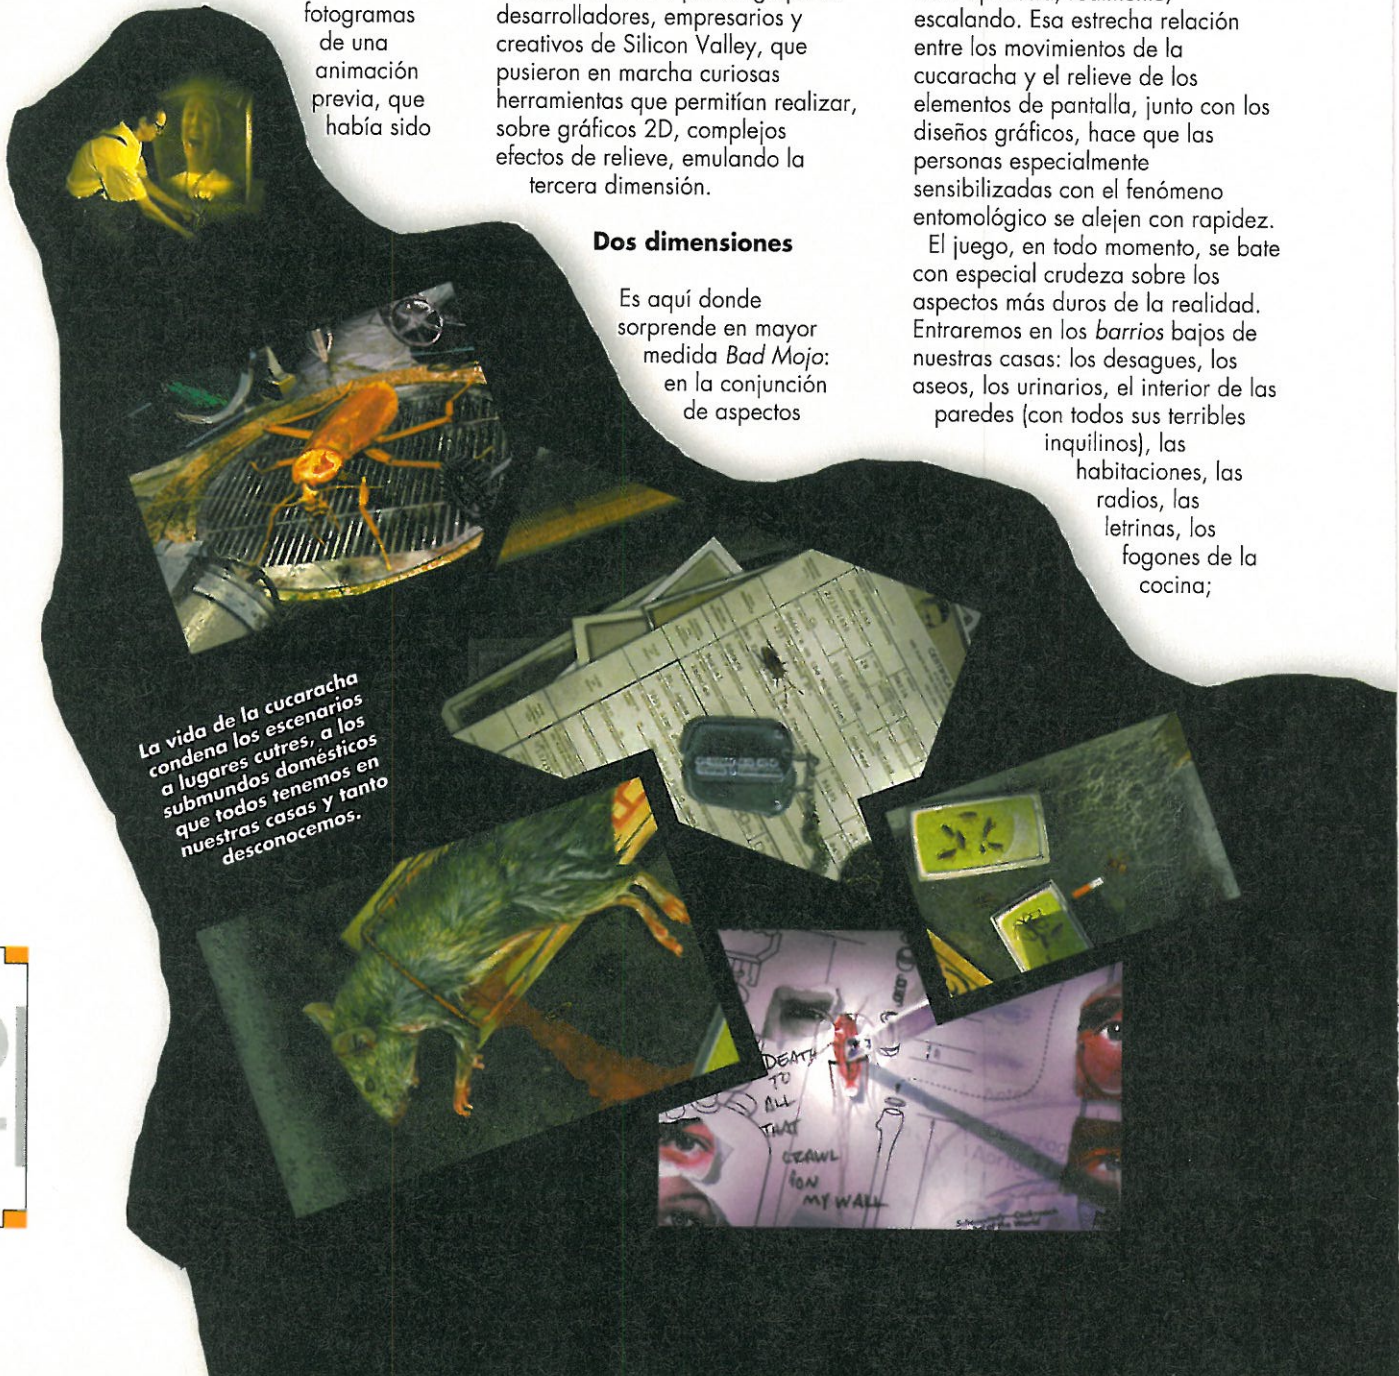 fotogramas
de una
animación
previa, que
había sido
desarrolladores, empresarios y
creativos de Silicon Valley, que
pusieron en marcha curiosas
herramientas que permitían realizar,
sobre gráficos 2D, complejos
efectos de relieve, emulando la
tercera dimensión.
Dos dimensiones
Es aquí donde
sorprende en mayor
medida Bad Mojo:
en la conjunción
de aspectos
escalando. Esa estrecha relación
entre los movimientos de la
cucaracha y el relieve de los
elementos de pantalla, junto con los
diseños gráficos, hace que las
personas especialmente
sensibilizadas con el fenómeno
entomológico se alejen con rapidez.
El juego, en todo momento, se bate
con especial crudeza sobre los
aspectos más duros de la realidad.
Entraremos en los barrios bajos de
nuestras casas: los desagues, los
aseos, los urinarios, el interior de las
paredes (con todos sus terribles
inquilinos), las
habitaciones, las
radios, las
letrinas, los
fogones de la
cocina;
La vida de la cucaracha
condena los escenarios
a lugares cutres, a los
submundos domésticos
que todos tenemos en
nuestras casas y tanto
desconocemos.
DEATH
TO
ALL
THAT
CRAWL
ON
MY WALL